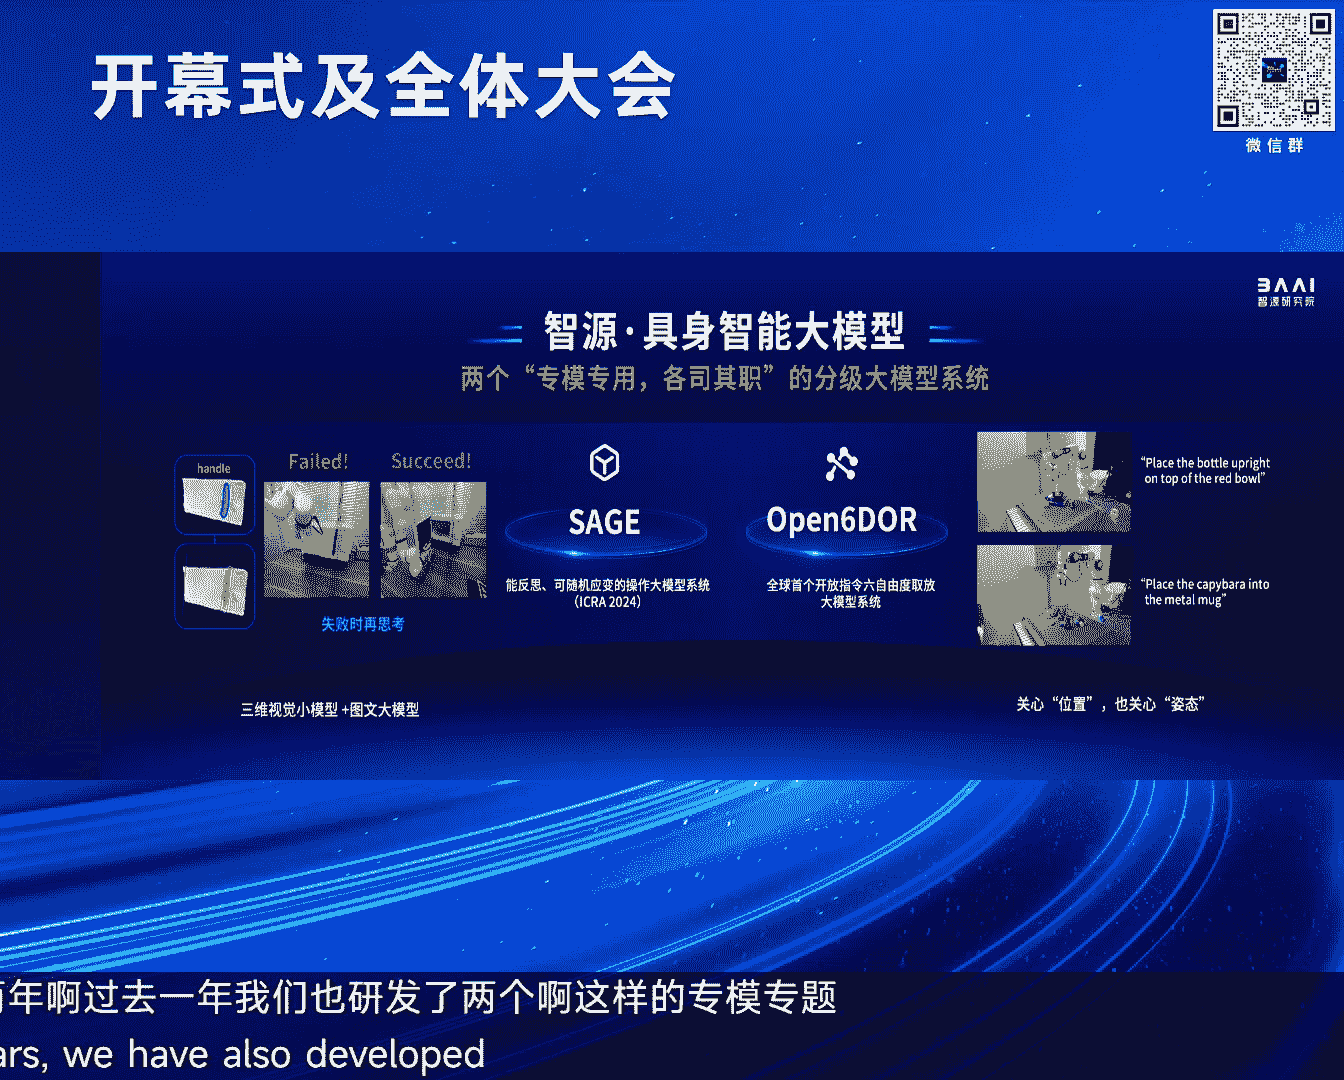 开幕式及全体大会
微信群
BAAI
智源研究院
智源·具身智能大模型
两个“专模专用，各司其职”的分级大模型系统
handle
Failed!
Succeed!
失败时再思考
三维视觉小模型+图文大模型
SAGE
能反思、可随机应变的操作大模型系统
（ICRA 2024）
Open6DOR
全球首个开放指令六自由度取放
大模型系统
“Place the bottle upright
on top of the red bowl”
“Place the capybara into
the metal mug”
关心“位置”，也关心“姿态”
年啊过去一年我们也研发了两个啊这样的专模专题
ars, we have also developed